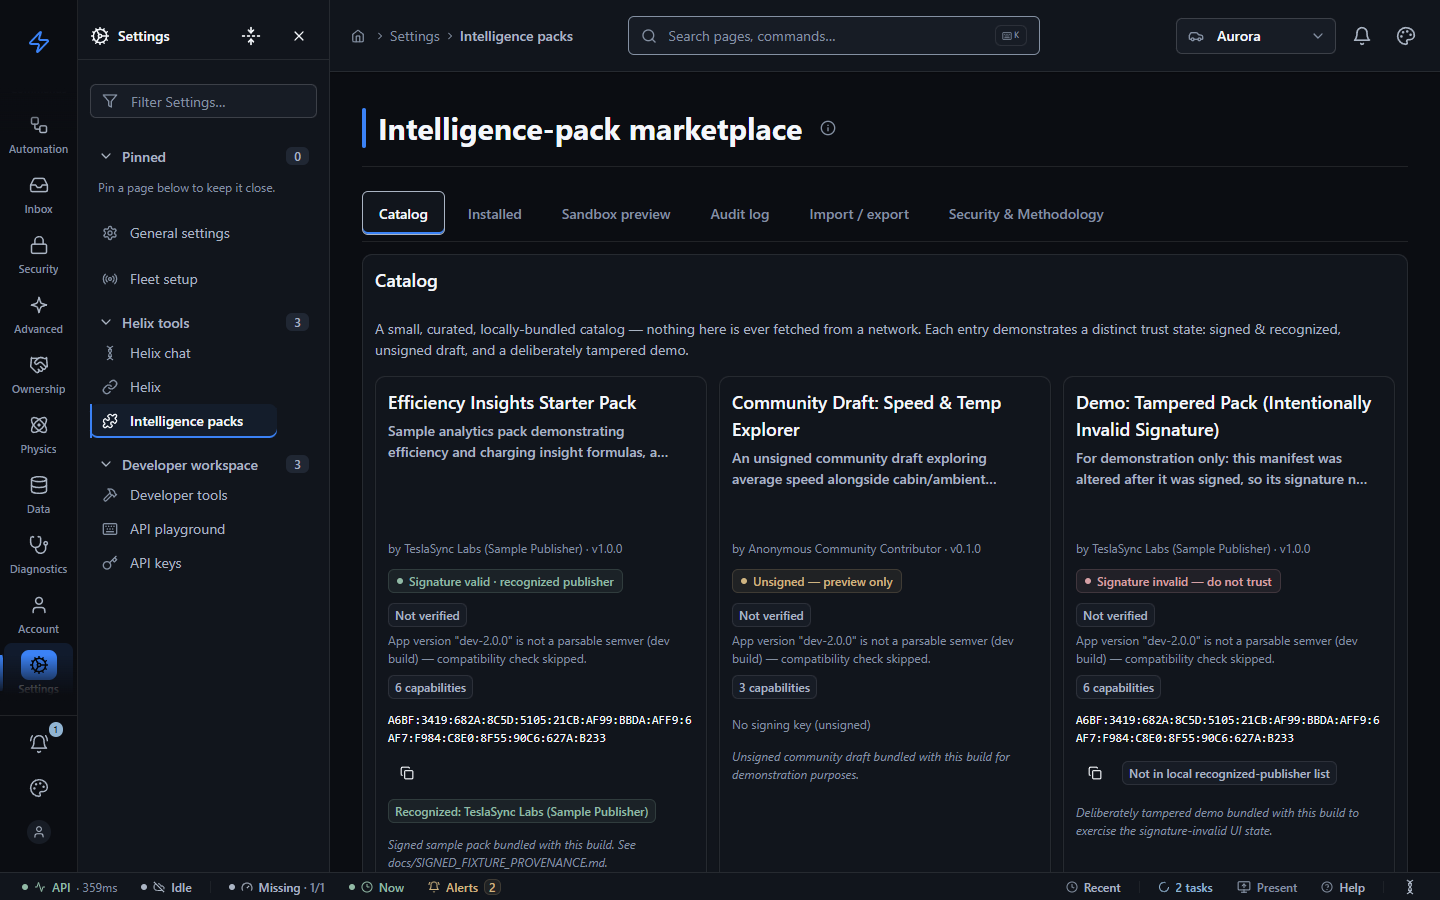 Settings
Filter Settings...
Pinned
0
Pin a page below to keep it close.
General settings
Fleet setup
Helix tools
3
Helix chat
Helix
Intelligence packs
Developer workspace
3
Developer tools
API playground
API keys
Automation
Inbox
Security
Advanced
Ownership
Physics
Data
Diagnostics
Account
Settings
1
Settings
Intelligence packs
Search pages, commands...
K
Aurora
Intelligence-pack marketplace
Catalog
Installed
Sandbox preview
Audit log
Import / export
Security & Methodology
Catalog
A small, curated, locally-bundled catalog — nothing here is ever fetched from a network. Each entry demonstrates a distinct trust state: signed & recognized,
unsigned draft, and a deliberately tampered demo.
Efficiency Insights Starter Pack
Sample analytics pack demonstrating
efficiency and charging insight formulas, a...
by TeslaSync Labs (Sample Publisher) · v1.0.0
Signature valid · recognized publisher
Not verified
App version "dev-2.0.0" is not a parsable semver (dev
build) — compatibility check skipped.
6 capabilities
A6BF:3419:682A:8C5D:5105:21CB:AF99:BBDA:AFF9:6
AF7:F984:C8E0:8F55:90C6:627A:B233
Recognized: TeslaSync Labs (Sample Publisher)
Signed sample pack bundled with this build. See
docs/SIGNED_FIXTURE_PROVENANCE.md.
Community Draft: Speed & Temp
Explorer
An unsigned community draft exploring
average speed alongside cabin/ambient...
by Anonymous Community Contributor · v0.1.0
Unsigned — preview only
Not verified
App version "dev-2.0.0" is not a parsable semver (dev
build) — compatibility check skipped.
3 capabilities
No signing key (unsigned)
Unsigned community draft bundled with this build for
demonstration purposes.
Demo: Tampered Pack (Intentionally
Invalid Signature)
For demonstration only: this manifest was
altered after it was signed, so its signature n...
by TeslaSync Labs (Sample Publisher) · v1.0.0
Signature invalid — do not trust
Not verified
App version "dev-2.0.0" is not a parsable semver (dev
build) — compatibility check skipped.
6 capabilities
A6BF:3419:682A:8C5D:5105:21CB:AF99:BBDA:AFF9:6
AF7:F984:C8E0:8F55:90C6:627A:B233
Not in local recognized-publisher list
Deliberately tampered demo bundled with this build to
exercise the signature-invalid UI state.
API · 359ms
Idle
Missing · 1/1
Now
Alerts 2
Recent
2 tasks
Present
Help